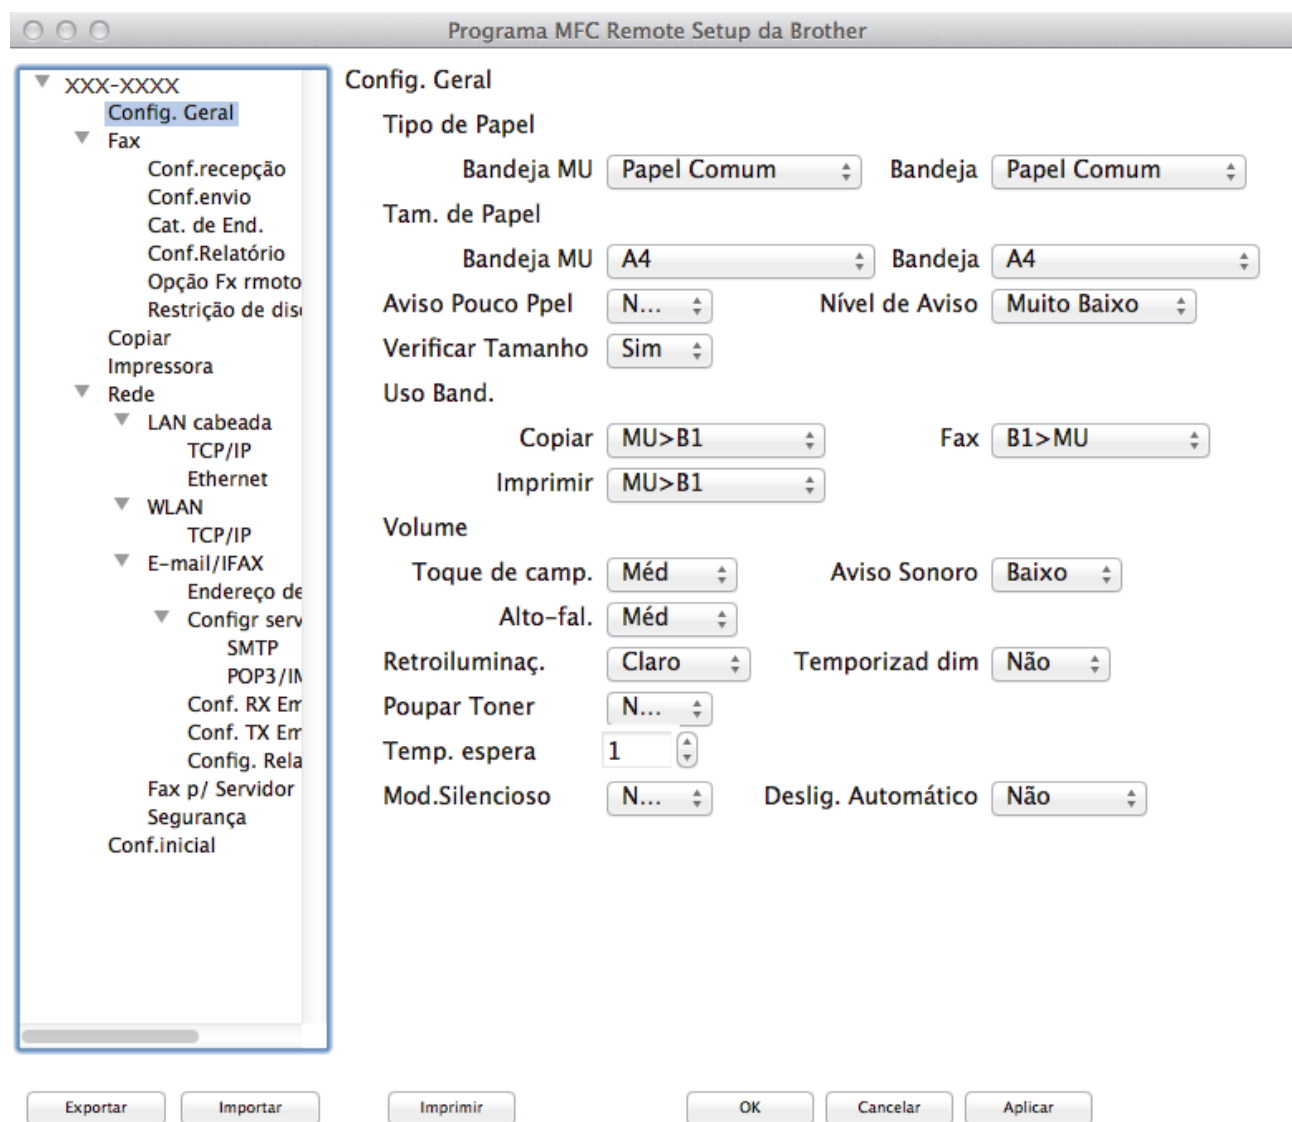 Programa MFC Remote Setup da Brother
XXX-XXXX
Config. Geral
Fax
Conf.recepção
Conf.envio
Cat. de End.
Conf.Relatório
Opção Fx rmoto
Restrição de
Copiar
Impressora
Rede
LAN cabeada
TCP/IP
Ethernet
WLAN
TCP/IP
E-mail/IFAX
Endereço de
Configr serv
SMTP
POP3/IM
Conf. RX Em
Conf. TX Em
Config. Rela
Fax p/ Servidor
Segurança
Conf.inicial
Config. Geral
Tipo de Papel
Bandeja MU Papel Comum Bandeja Papel Comum
Tam. de Papel
Bandeja MU A4 Bandeja A4
Aviso Pouco Ppel N... Nível de Aviso Muito Baixo
Verificar Tamanho Sim
Uso Band.
Copiar MU>B1 Fax B1>MU
Imprimir MU>B1
Volume
Toque de camp. Méd Aviso Sonoro Baixo
Alto-fal. Méd
Retroiluminaç. Claro Temporizad dim Não
Poupar Toner N...
Temp. espera 1
Mod.Silencioso N... Deslig. Automático Não
Exportar Importar Imprimir OK Cancelar Aplicar